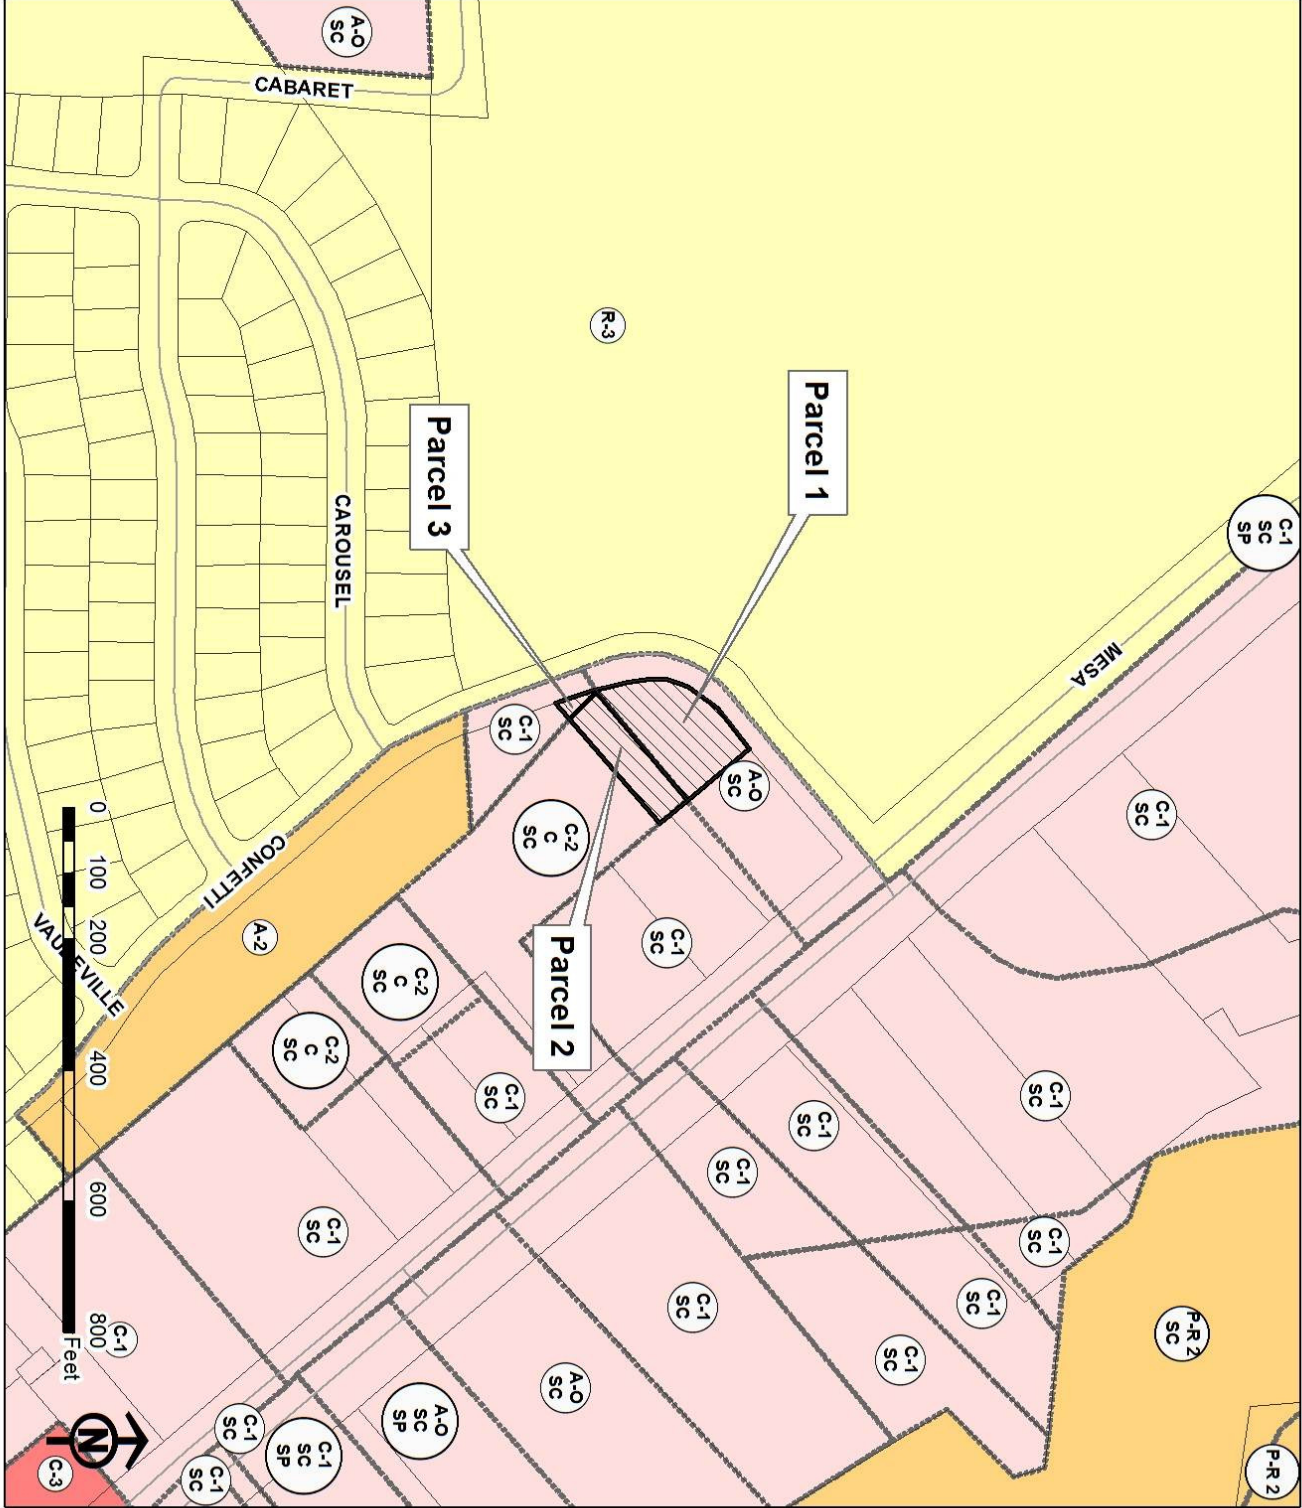 C-1
SC
SP
P-R 2
P-R 2
SC
C-1
SC
MESA
C-1
SC
C-1
SC
C-1
SC
C-1
SC
Parcel 1
C-1
SC
A-O
SC
C-1
SC
C-1
SC
C-1
SC
R-3
A-O
SC
Parcel 2
C-2
C
SC
C-1
SC
C-1
SC
Parcel 3
A-O
SC
SP
C-2
C
SC
A-O
SC
CAROUSEL
C-1
SC
C-2
C
SC
CABARET
C-1
SC
SP
A-2
CONFETTI
C-1
SC
C-1
SC
C-1
0 100 200 400 600 800
Feet
VAUDEVILLE
N
C-3